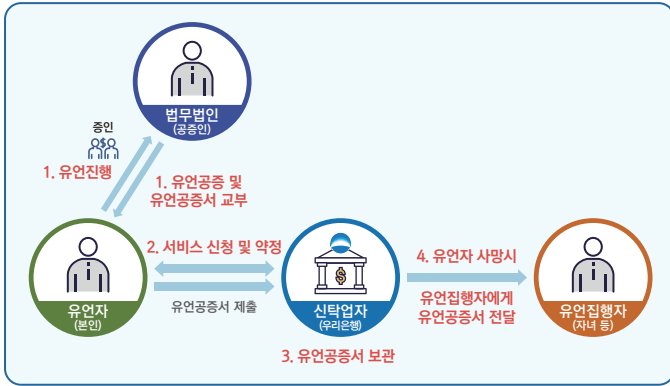 법무법인
(공증인)
증인
1. 유언진행
1. 유언공증 및
유언공증서 교부
2. 서비스 신청 및 약정
유언공증서 제출
유언자
(본인)
$
신탁업자
(우리은행)
3. 유언공증서 보관
4. 유언자 사망시
유언집행자에게
유언공증서 전달
유언집행자
(자녀 등)